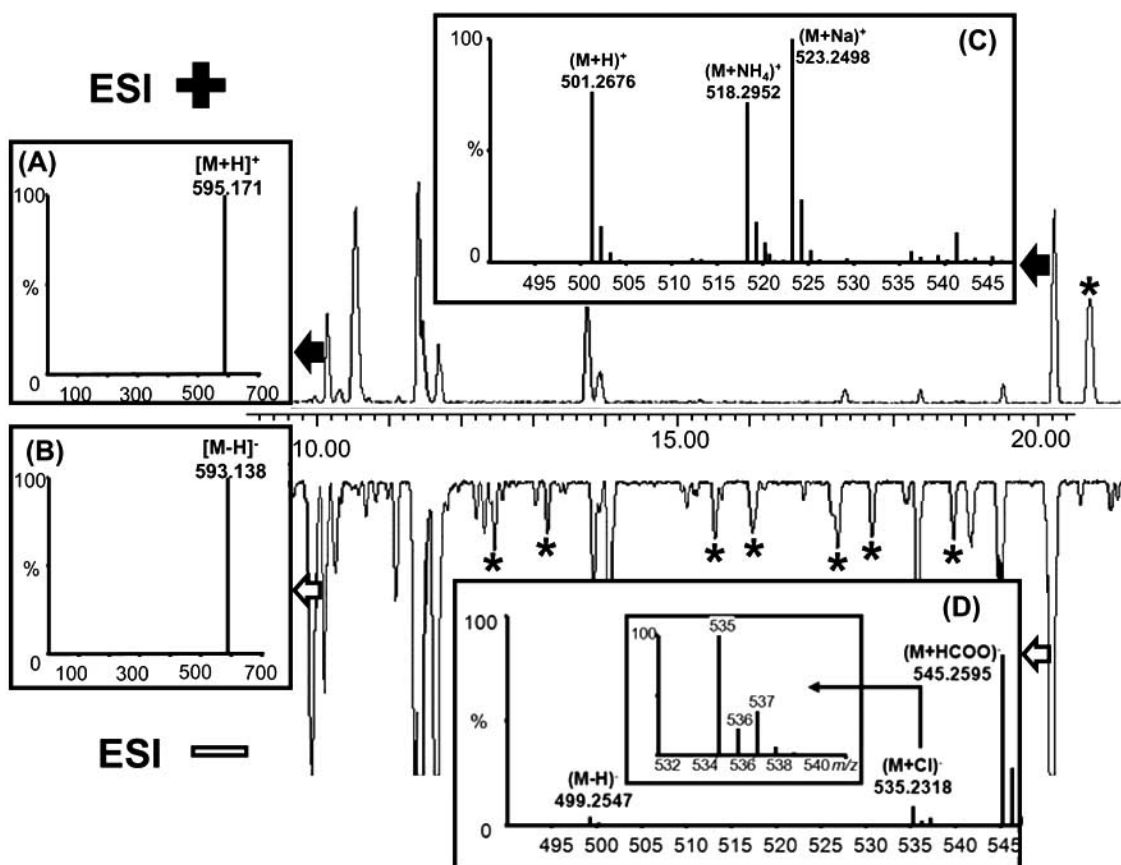 ESI +
(A)
[M+H]⁺
595.171
100
%
0
100 300 500 700
(C)
(M+H)⁺
501.2676
(M+NH₄)⁺
518.2952
(M+Na)⁺
523.2498
100
%
0
495 500 505 510 515 520 525 530 535 540 545
*
10.00 15.00 20.00
(B)
[M-H]⁻
593.138
100
%
0
100 300 500 700
ESI
* * * * * * *
(D)
100
%
0
(M-H)⁻
499.2547
(M+Cl)⁻
535.2318
(M+HCOO)⁻
545.2595
495 500 505 510 515 520 525 530 535 540 545
100
535
536
537
538
532 534 536 538 540 m/z